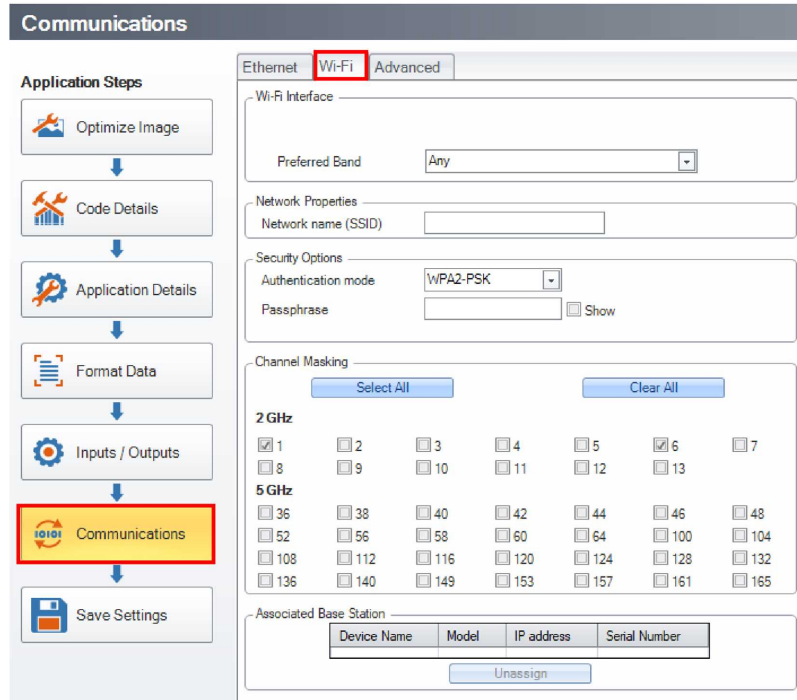 Communications
Application Steps
Optimize Image
Code Details
Application Details
Format Data
Inputs / Outputs
Communications
Save Settings
Ethernet Wi-Fi Advanced
Wi-Fi Interface
Preferred Band Any
Network Properties
Network name (SSID)
Security Options
Authentication mode WPA2-PSK
Passphrase Show
Channel Masking
Select All Clear All
2 GHz
1 2 3 4 5 6 7
8 9 10 11 12 13
5 GHz
36 38 40 42 44 46 48
52 56 58 60 64 100 104
108 112 116 120 124 128 132
136 140 149 153 157 161 165
Associated Base Station
Device Name Model IP address Serial Number
Unassign